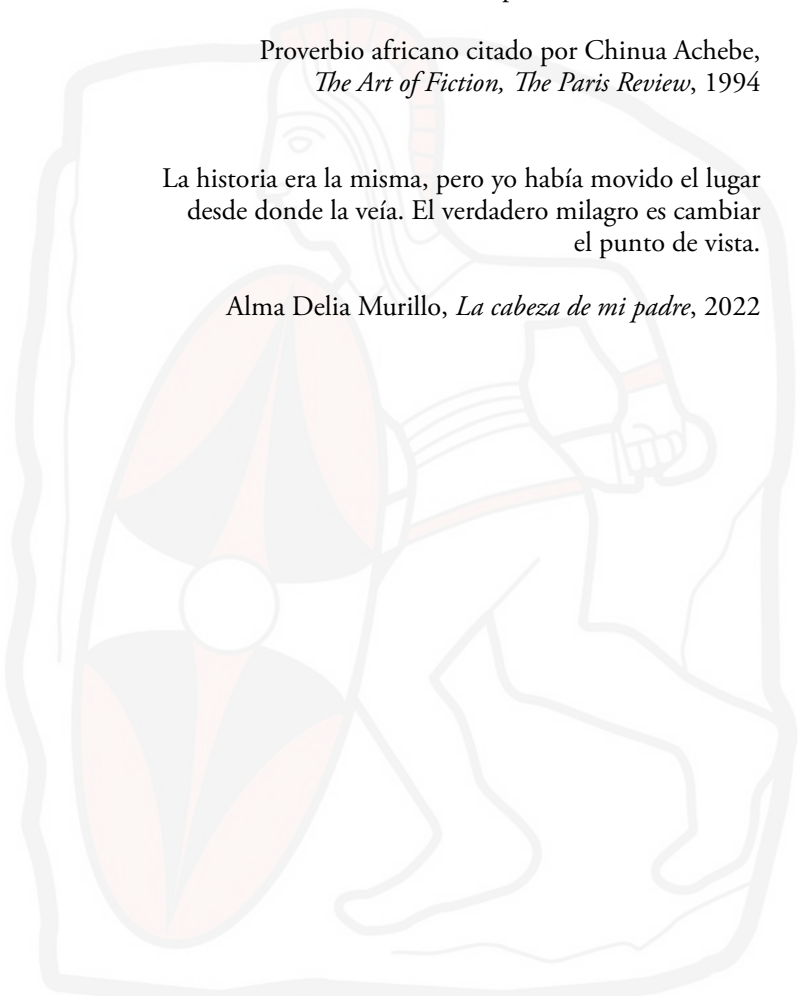 Proverbio africano citado por Chinua Achebe,
The Art of Fiction, The Paris Review, 1994
La historia era la misma, pero yo había movido el lugar
desde donde la veía. El verdadero milagro es cambiar
el punto de vista.
Alma Delia Murillo, La cabeza de mi padre, 2022